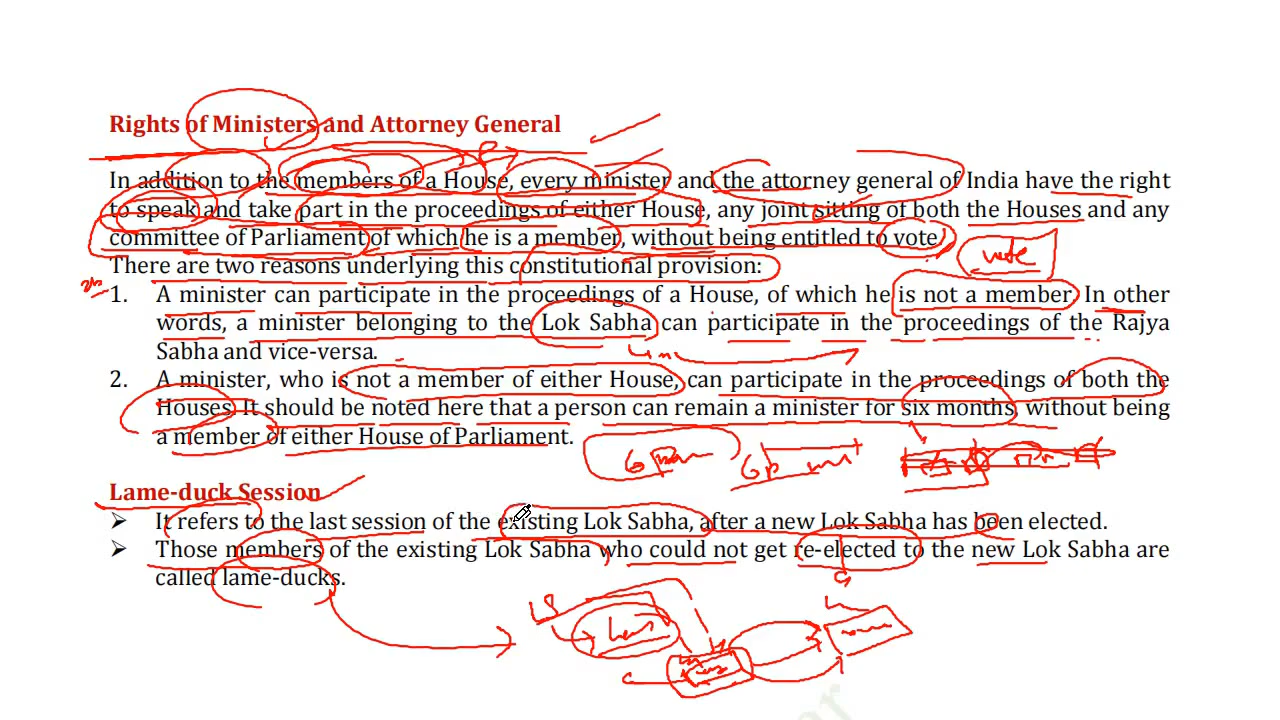 Rights of Ministers and Attorney General
In addition to the members of a House, every minister and the attorney general of India have the right
to speak and take part in the proceedings of either House, any joint sitting of both the Houses and any
committee of Parliament of which he is a member, without being entitled to vote.
vote
There are two reasons underlying this constitutional provision:
1. A minister can participate in the proceedings of a House, of which he is not a member. In other
words, a minister belonging to the Lok Sabha can participate in the proceedings of the Rajya
Sabha and vice-versa.
2. A minister, who is not a member of either House, can participate in the proceedings of both the
Houses. It should be noted here that a person can remain a minister for six months, without being
a member of either House of Parliament.
Lame-duck Session
➢ It refers to the last session of the existing Lok Sabha, after a new Lok Sabha has been elected.
➢ Those members of the existing Lok Sabha who could not get re-elected to the new Lok Sabha are
called lame-ducks.